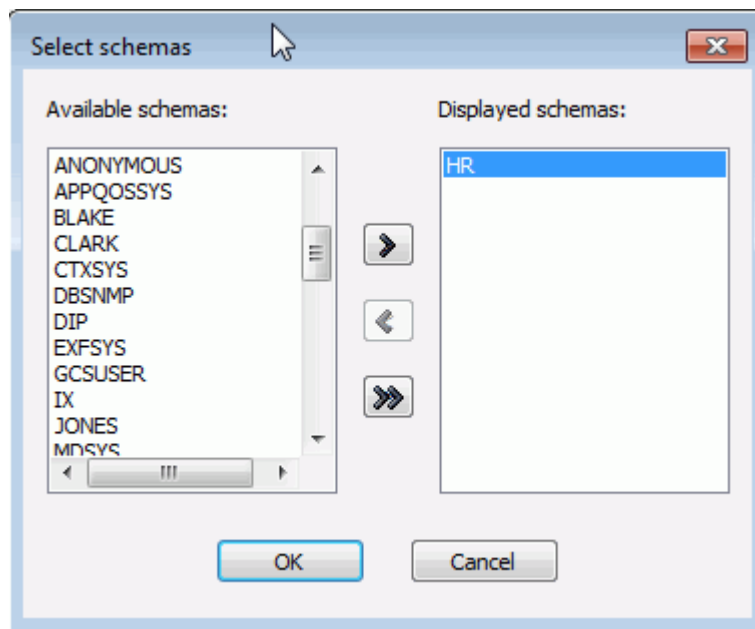 Select schemas
Available schemas:
ANONYMOUS
APPQOSSYS
BLAKE
CLARK
CTXSYS
DBSNMP
DIP
EXFSYS
GCSUSER
IX
JONES
MDSYS
Displayed schemas:
HR
OK
Cancel